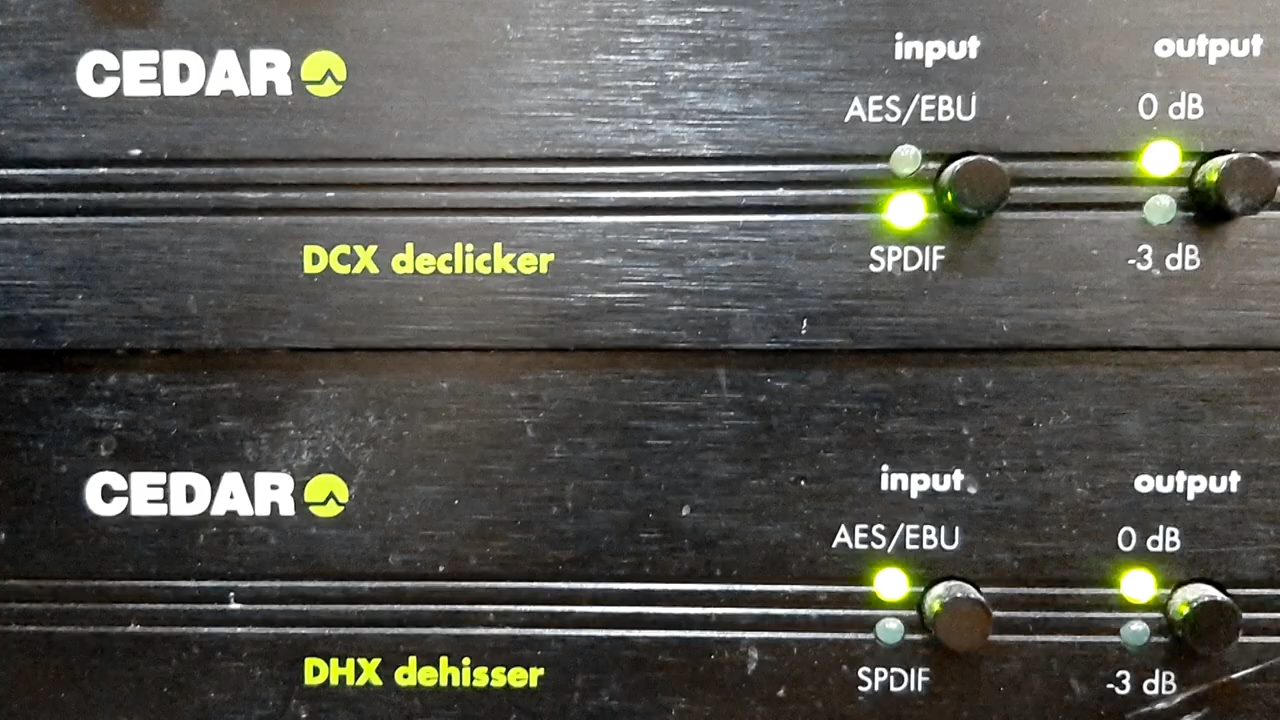 input output
CEDAR
AES/EBU 0 dB
SPDIF -3 dB
DCX declicker
input output
CEDAR
AES/EBU 0 dB
DHX dehisser
SPDIF -3 dB